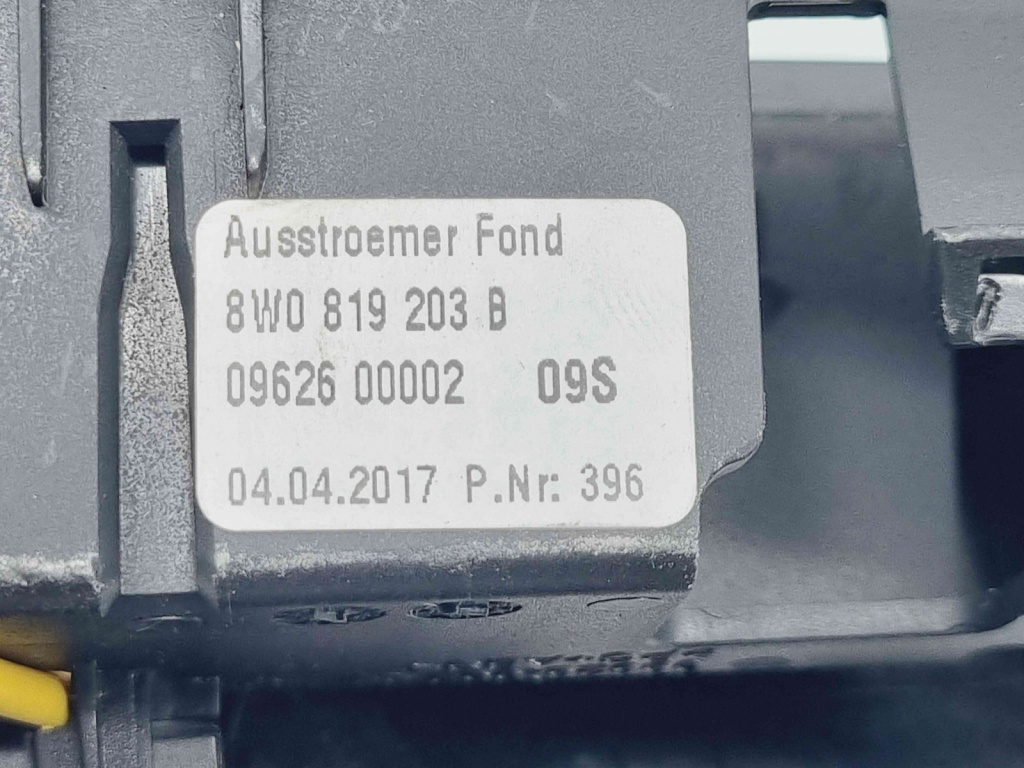 Ausstroemer Fond
8W0 819 203 B
09626 00002 09S
04.04.2017 P.Nr: 396